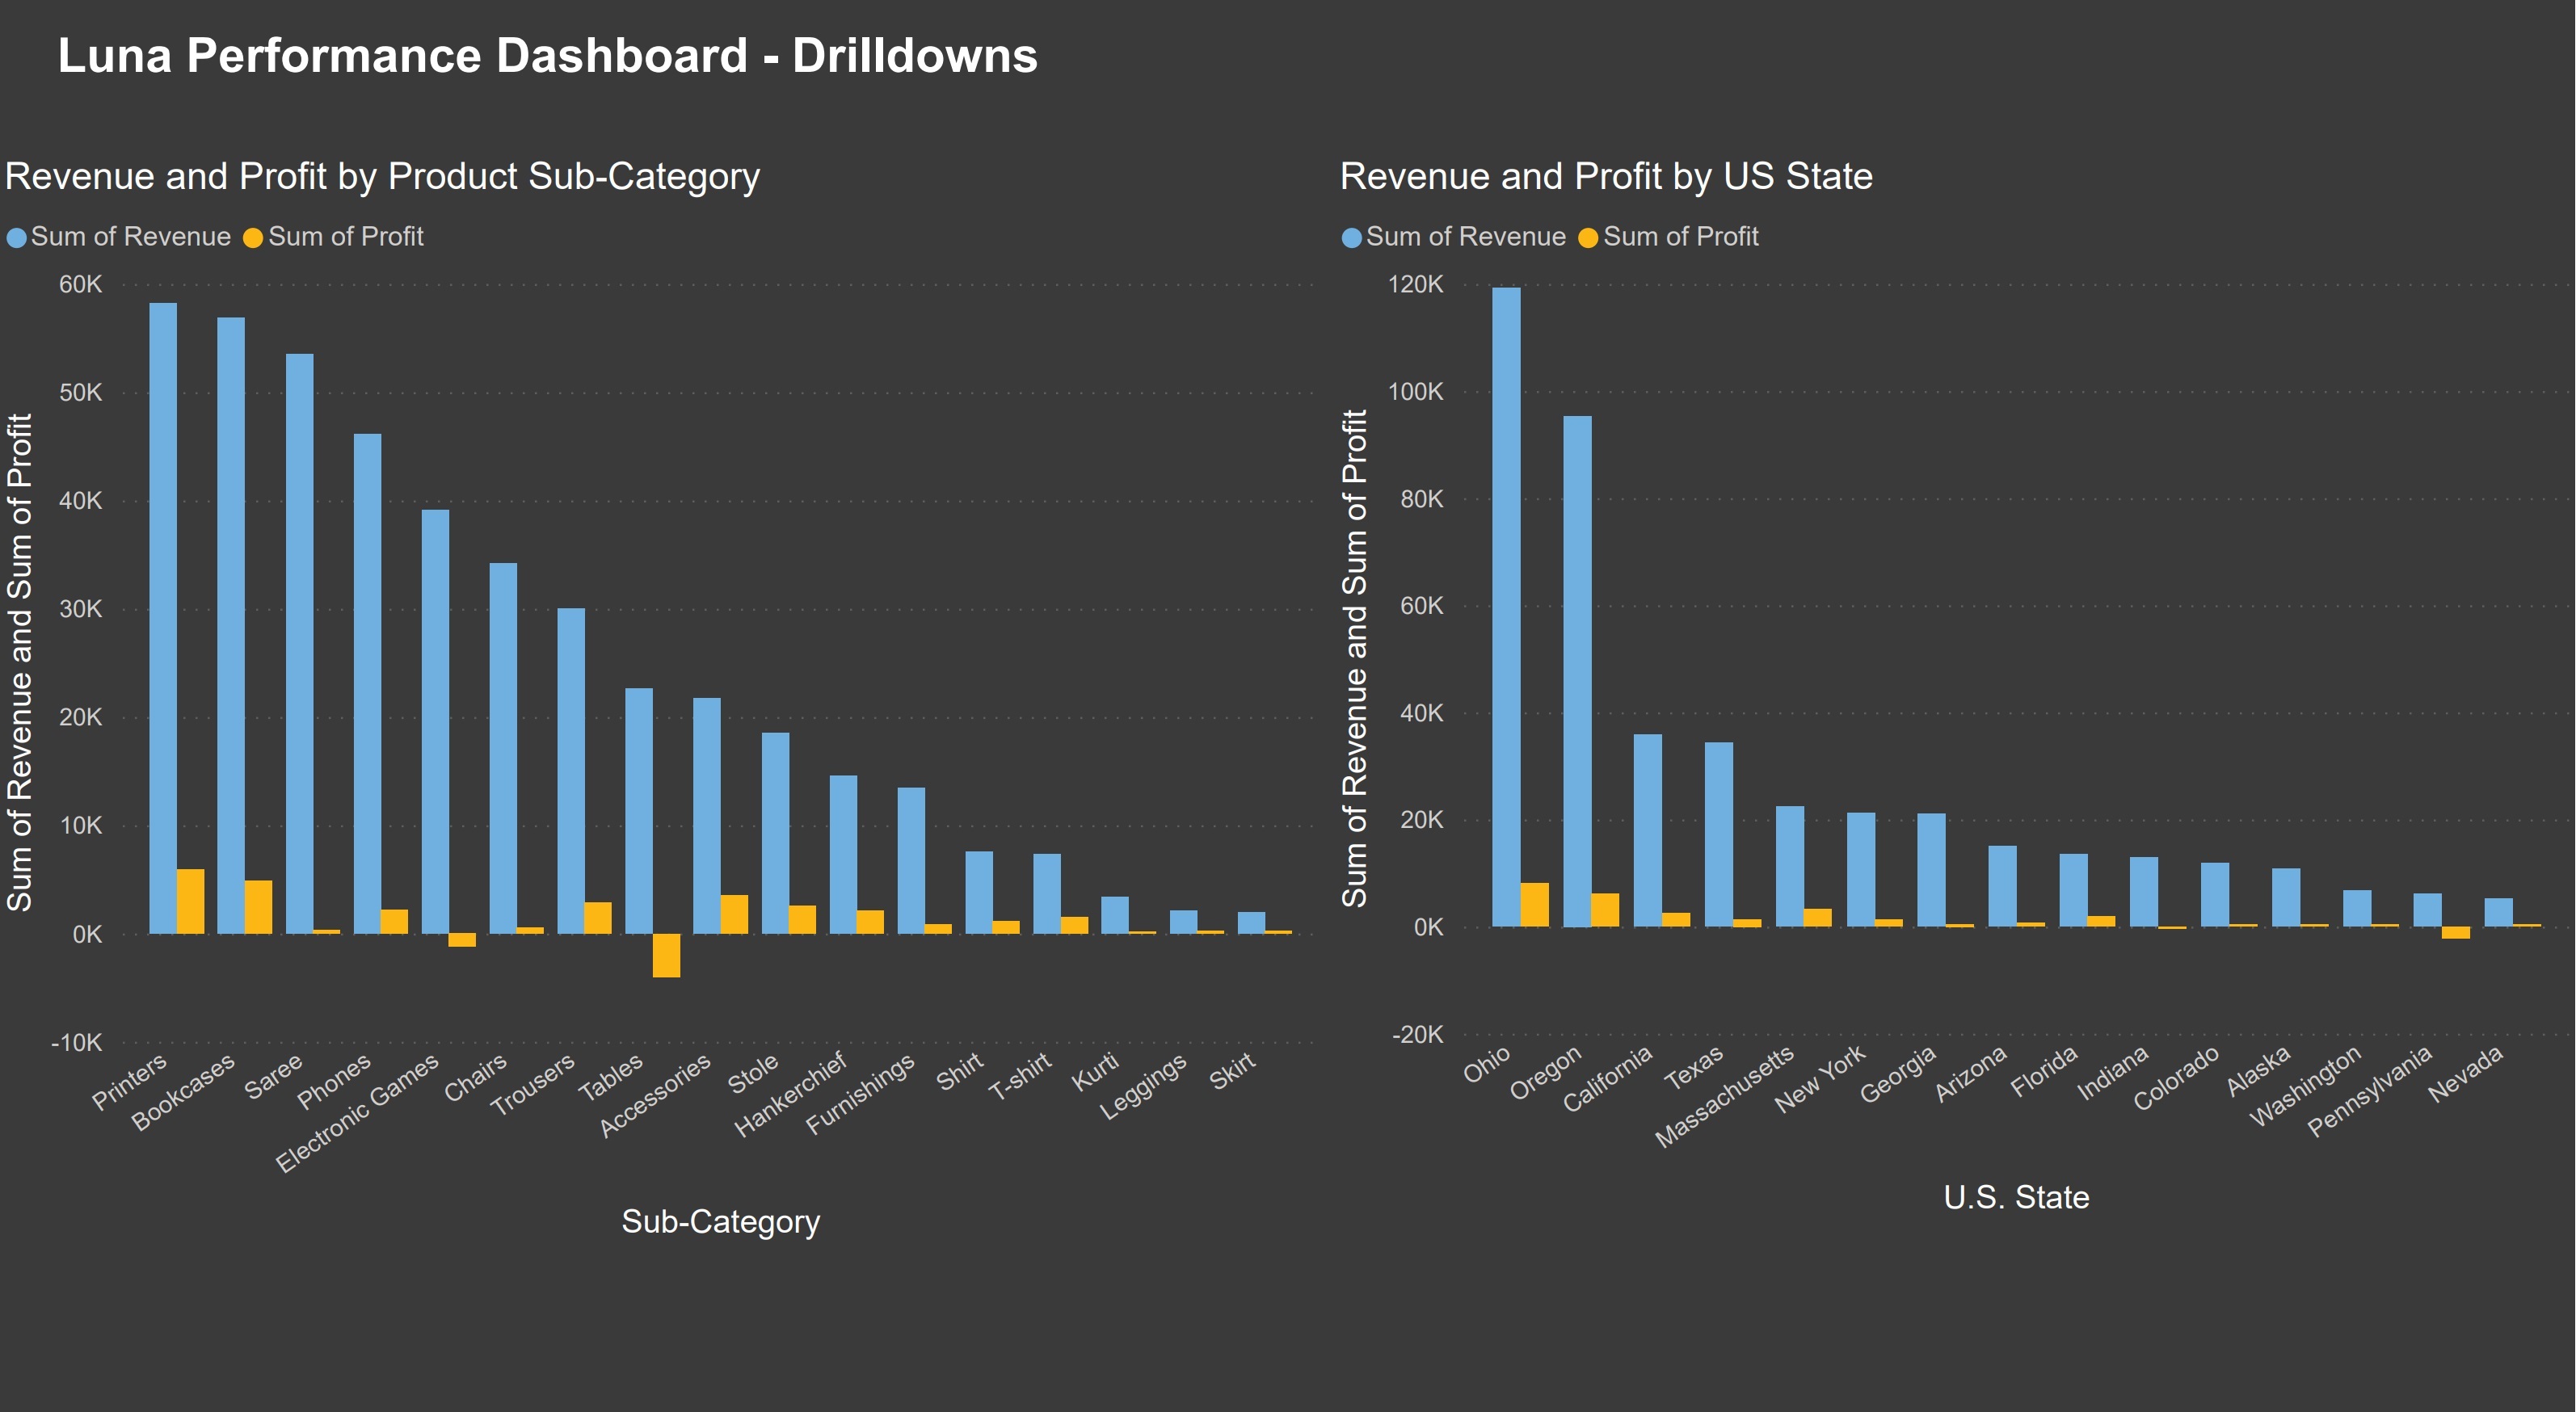 Luna Performance Dashboard - Drilldowns
Revenue and Profit by Product Sub-Category
Sum of Revenue Sum of Profit
Sum of Revenue and Sum of Profit
60K
50K
40K
30K
20K
10K
0K
-10K
Printers
Bookcases
Saree
Phones
Electronic Games
Chairs
Trousers
Tables
Accessories
Stole
Hankerchief
Furnishings
Shirt
T-shirt
Kurti
Leggings
Skirt
Sub-Category
Revenue and Profit by US State
Sum of Revenue Sum of Profit
Sum of Revenue and Sum of Profit
120K
100K
80K
60K
40K
20K
0K
-20K
Ohio
Oregon
California
Texas
Massachusetts
New York
Georgia
Arizona
Florida
Indiana
Colorado
Alaska
Washington
Pennsylvania
Nevada
U.S. State